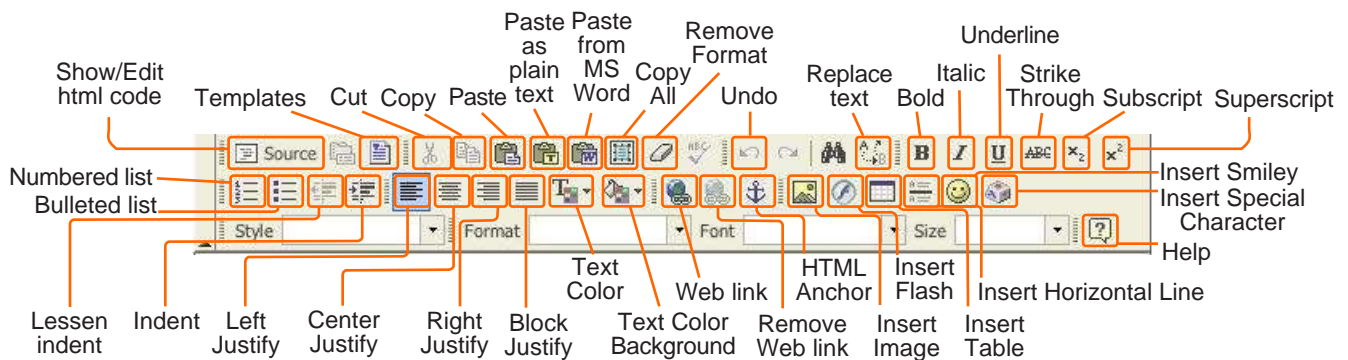 Show/Edit
html code
Templates
Cut
Copy
Paste
Paste
as
plain
text
Paste
from
MS
Word
Copy
All
Remove
Format
Undo
Replace
text
Bold
Italic
Underline
Strike
Through
Subscript
Superscript
Source
ABC
A
B
T
W
B
I
U
ABC
x2
x2
Numbered list
Bulleted list
Insert Smiley
Insert Special
Character
Style
Format
Font
Size
?
Help
Lessen
indent
Indent
Left
Justify
Center
Justify
Right
Justify
Block
Justify
Text
Color
Text Color
Background
Web link
Remove
Web link
HTML
Anchor
Insert
Image
Insert
Flash
Insert
Table
Insert Horizontal Line